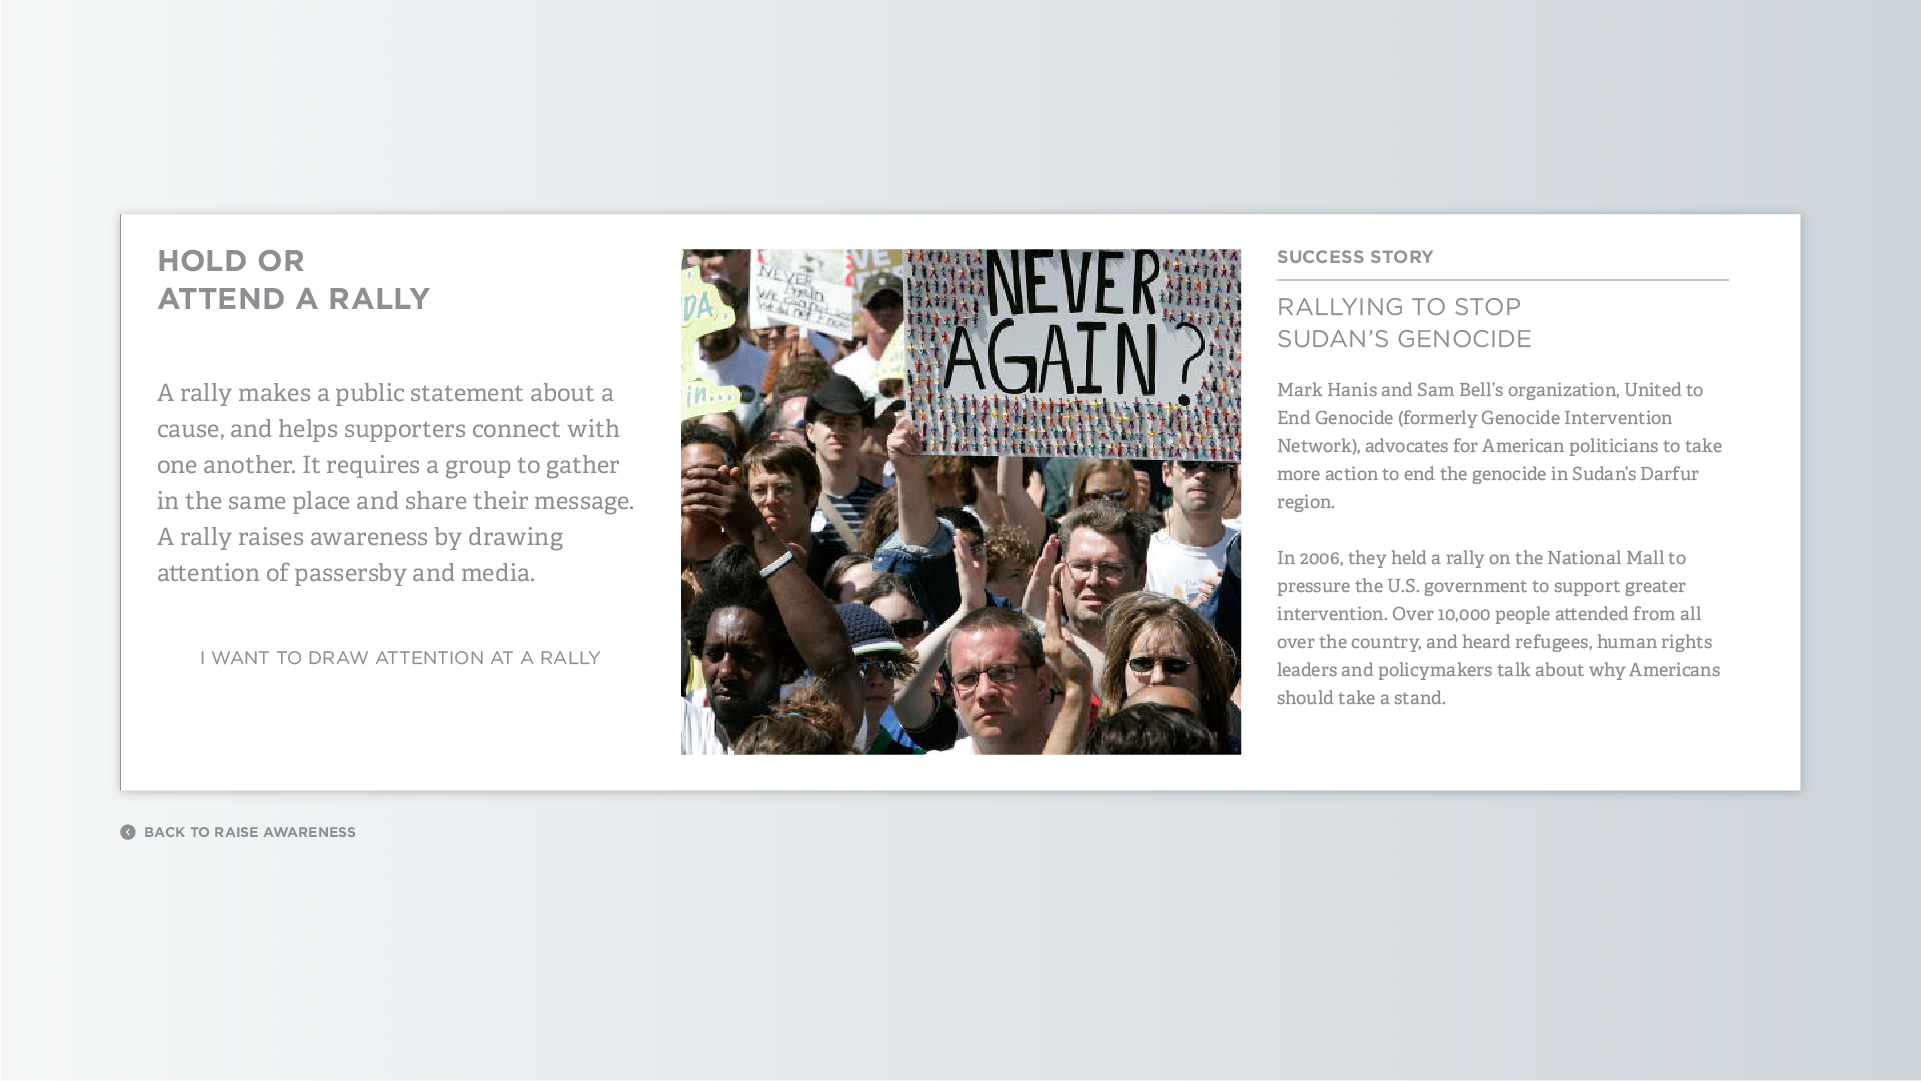 HOLD OR
ATTEND A RALLY
A rally makes a public statement about a
cause, and helps supporters connect with
one another. It requires a group to gather
in the same place and share their message.
A rally raises awareness by drawing
attention of passersby and media.
I WANT TO DRAW ATTENTION AT A RALLY
NEVER
AGAIN?
NEVER
Again
DA
in...
VE
SUCCESS STORY
RALLYING TO STOP
SUDAN’S GENOCIDE
Mark Hanis and Sam Bell’s organization, United to
End Genocide (formerly Genocide Intervention
Network), advocates for American politicians to take
more action to end the genocide in Sudan’s Darfur
region.
In 2006, they held a rally on the National Mall to
pressure the U.S. government to support greater
intervention. Over 10,000 people attended from all
over the country, and heard refugees, human rights
leaders and policymakers talk about why Americans
should take a stand.
BACK TO RAISE AWARENESS